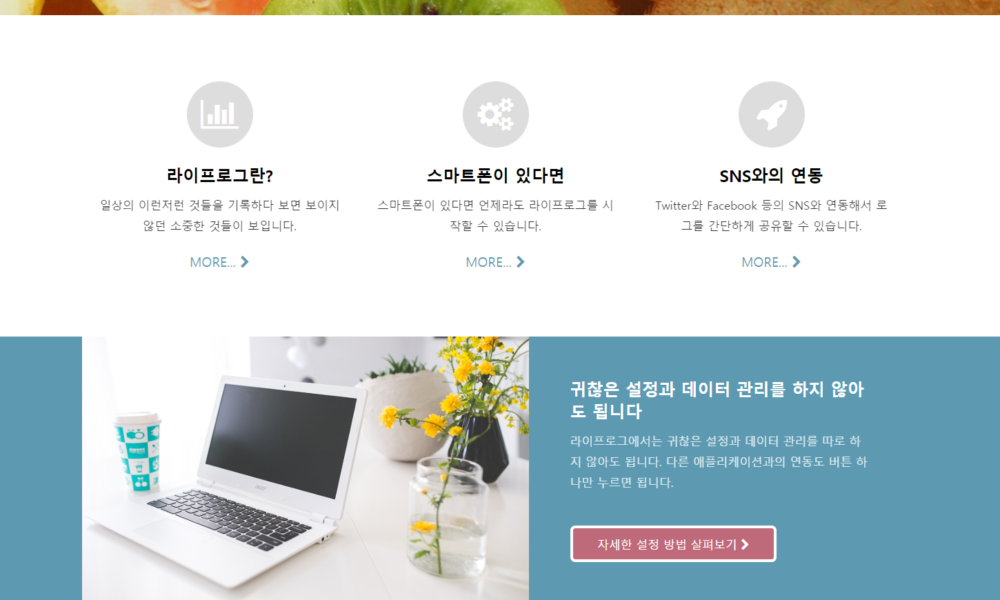 라이프로그란?
일상의 이런저런 것들을 기록하다 보면 보이지
않던 소중한 것들이 보입니다.
MORE...
스마트폰이 있다면
스마트폰이 있다면 언제라도 라이프로그를 시
작할 수 있습니다.
MORE...
SNS와의 연동
Twitter와 Facebook 등의 SNS와 연동해서 로
그를 간단하게 공유할 수 있습니다.
MORE...
acer
귀찮은 설정과 데이터 관리를 하지 않아
도 됩니다
라이프로그에서는 귀찮은 설정과 데이터 관리를 따로 하
지 않아도 됩니다. 다른 애플리케이션과의 연동도 버튼 하
나만 누르면 됩니다.
자세한 설정 방법 살펴보기